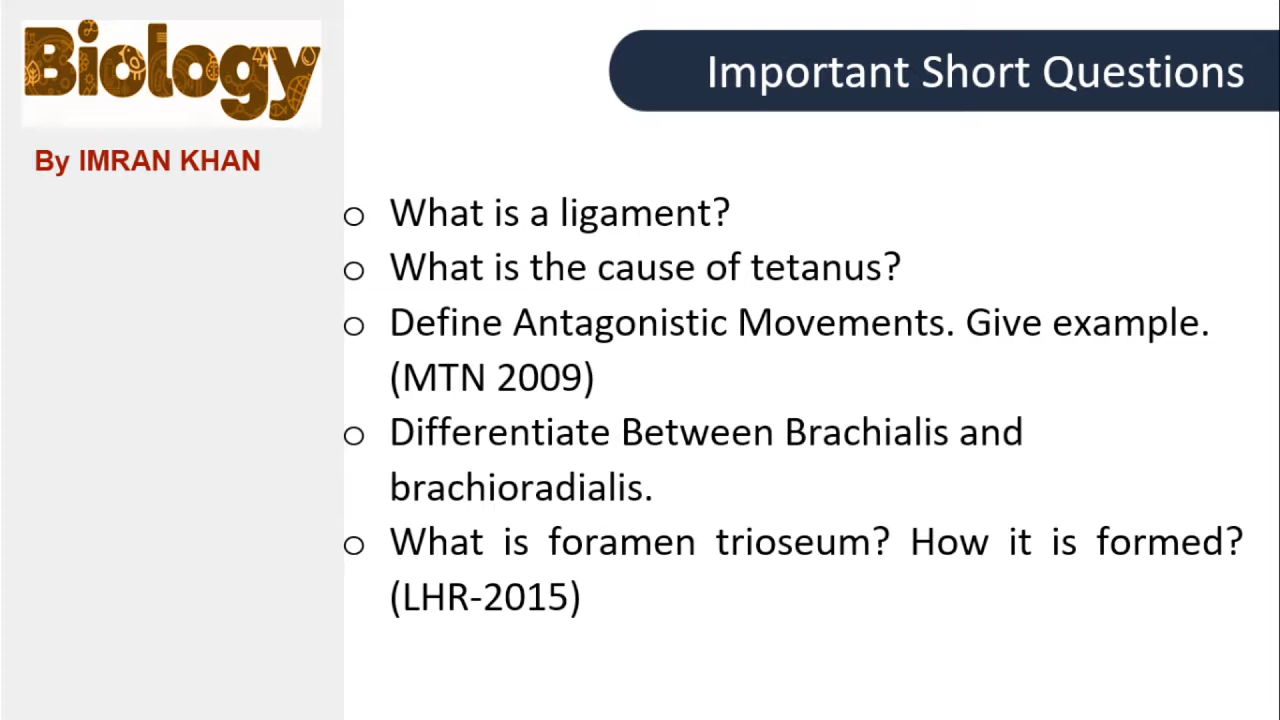 Biology
By IMRAN KHAN
Important Short Questions
o What is a ligament?
o What is the cause of tetanus?
o Define Antagonistic Movements. Give example.
(MTN 2009)
o Differentiate Between Brachialis and
brachioradialis.
o What is foramen trioseum? How it is formed?
(LHR-2015)